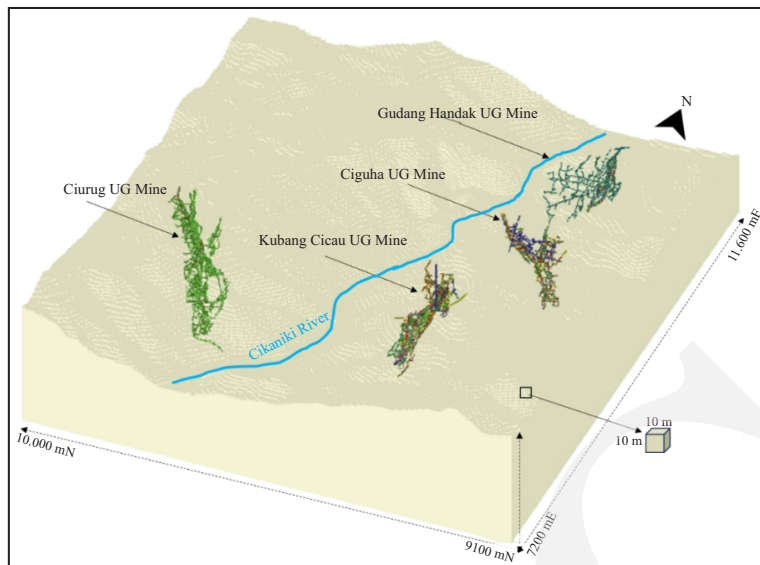 N
Gudang Handak UG Mine
Ciguha UG Mine
Ciurug UG Mine
Kubang Cicau UG Mine
Cikaniki River
11.600 mE
10 m
10 m
10.000 mN
9100 mN
7200 mE